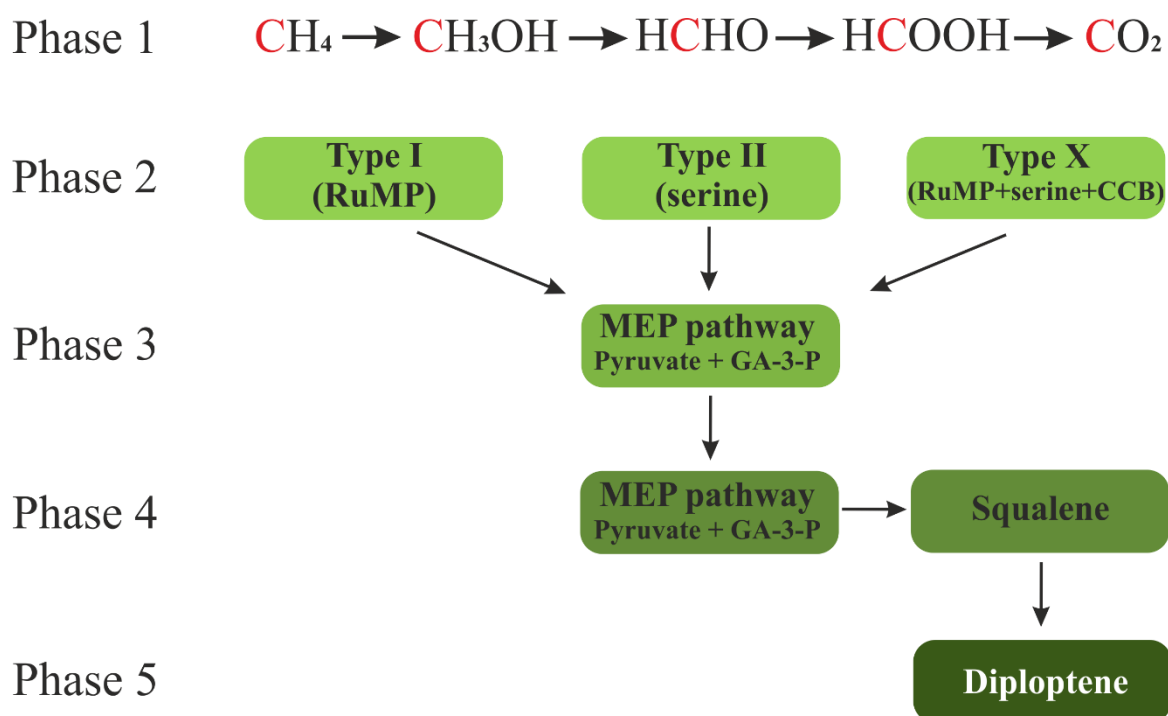 Phase 1
CH₄ → CH₃OH → HCHO → HCOOH → CO₂
Phase 2
Type I
(RuMP)
Type II
(serine)
Type X
(RuMP+serine+CCB)
Phase 3
MEP pathway
Pyruvate + GA-3-P
Phase 4
MEP pathway
Pyruvate + GA-3-P
Squalene
Phase 5
Diploptene